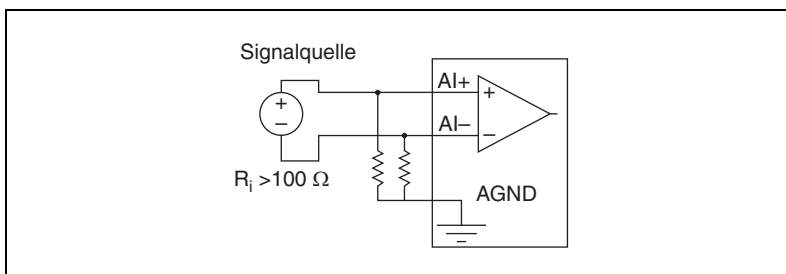 Signalquelle
AI+
+
+
–
AI–
–
R_i >100 Ω
AGND